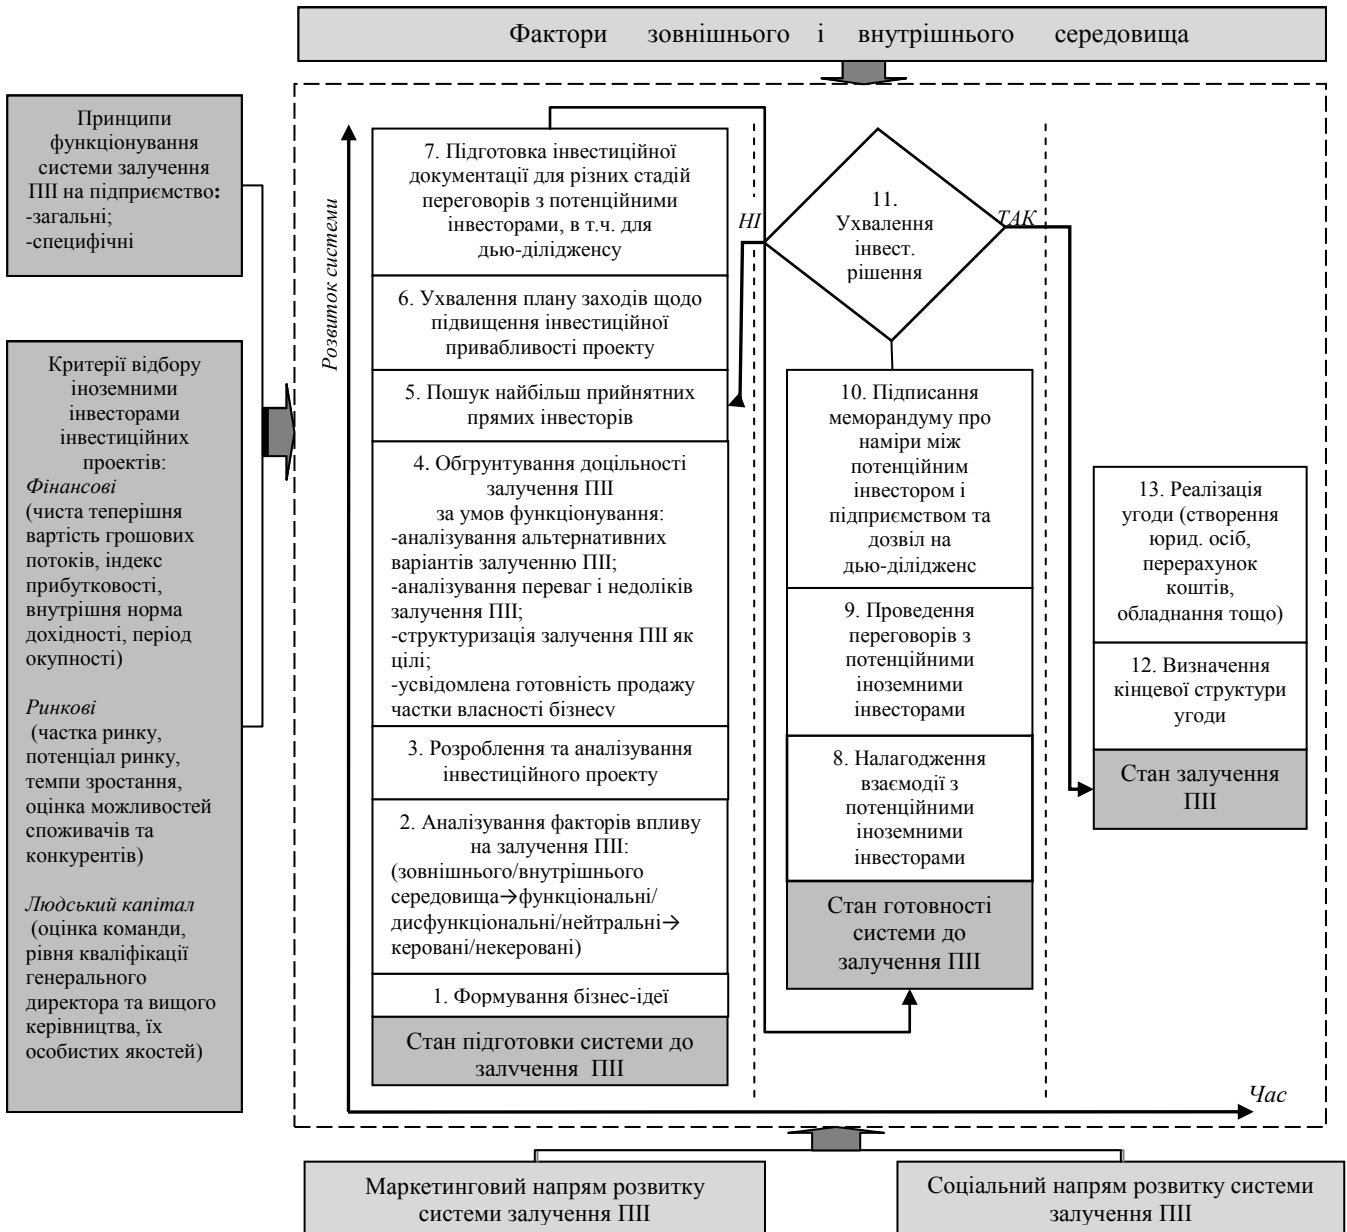 Фактори зовнішнього і внутрішнього середовища
Принципи
функціонування
системи залучення
ПІІ на підприємство:
-загальні;
-специфічні
Критерії відбору
іноземними
інвесторами
інвестиційних
проектів:
Фінансові
(чиста теперішня
вартість грошових
потоків, індекс
прибутковості,
внутрішня норма
дохідності, період
окупності)
Ринкові
(частка ринку,
потенціал ринку,
темпи зростання,
оцінка можливостей
споживачів та
конкурентів)
Людський капітал
(оцінка команди,
рівня кваліфікації
генерального
директора та вищого
керівництва, їх
особистих якостей)
Розвиток системи
7. Підготовка інвестиційної
документації для різних стадій
переговорів з потенційними
інвесторами, в т.ч. для
дью-ділідженсу
6. Ухвалення плану заходів щодо
підвищення інвестиційної
привабливості проекту
5. Пошук найбільш прийнятних
прямих інвесторів
4. Обгрунтування доцільності
залучення ПІІ
за умов функціонування:
-аналізування альтернативних
варіантів залученню ПІІ;
-аналізування переваг і недоліків
залучення ПІІ;
-структуризація залучення ПІІ як
цілі;
-усвідомлена готовність продажу
частки власності бізнесу
3. Розроблення та аналізування
інвестиційного проекту
2. Аналізування факторів впливу
на залучення ПІІ:
(зовнішнього/внутрішнього
середовища→функціональні/
дисфункціональні/нейтральні→
керовані/некеровані)
1. Формування бізнес-ідеї
Стан підготовки системи до
залучення ПІІ
НІ
11.
Ухвалення
інвест.
рішення
ТАК
10. Підписання
меморандуму про
наміри між
потенційним
інвестором і
підприємством та
дозвіл на
дью-ділідженс
9. Проведення
переговорів з
потенційними
іноземними
інвесторами
8. Налагодження
взаємодії з
потенційними
іноземними
інвесторами
Стан готовності
системи до
залучення ПІІ
13. Реалізація
угоди (створення
юрид. осіб,
перерахунок
коштів,
обладнання тощо)
12. Визначення
кінцевої структури
угоди
Стан залучення
ПІІ
Час
Маркетинговий напрям розвитку
системи залучення ПІІ
Соціальний напрям розвитку системи
залучення ПІІ